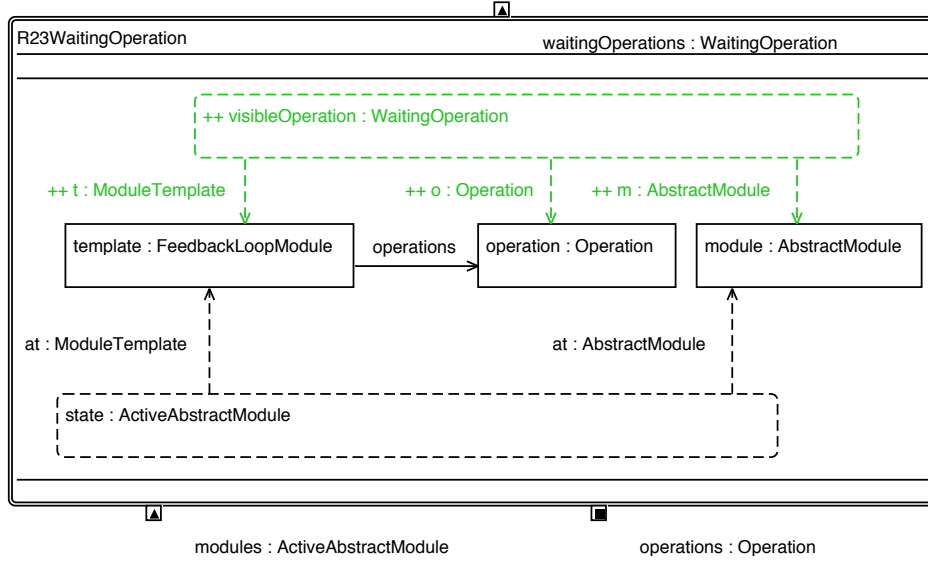 R23WaitingOperation
waitingOperations : WaitingOperation
++ visibleOperation : WaitingOperation
++ t : ModuleTemplate
++ o : Operation
++ m : AbstractModule
template : FeedbackLoopModule
operations
operation : Operation
module : AbstractModule
at : ModuleTemplate
at : AbstractModule
state : ActiveAbstractModule
modules : ActiveAbstractModule
operations : Operation